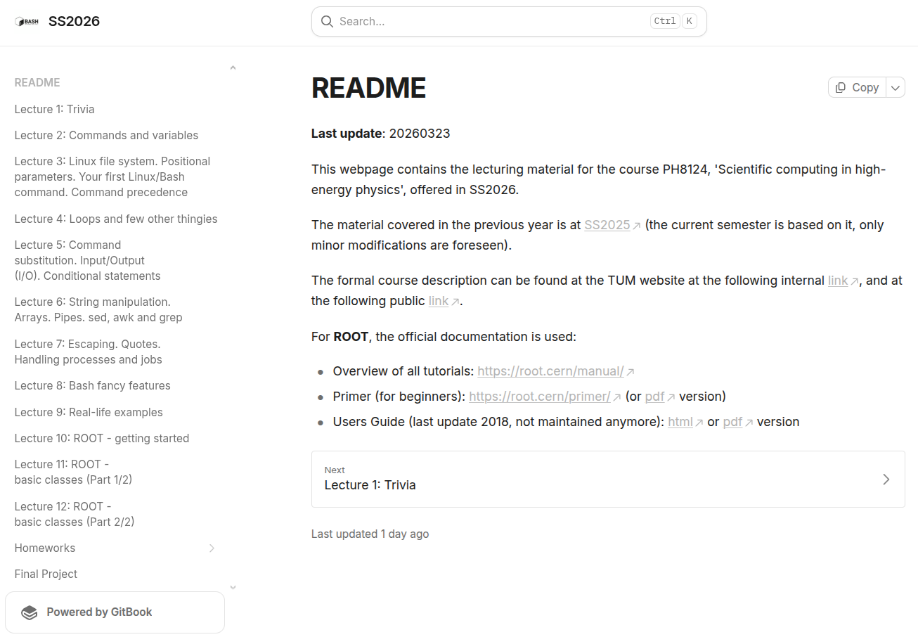 BASH SS2026
Search...
Ctrl K
README
Lecture 1: Trivia
Lecture 2: Commands and variables
Lecture 3: Linux file system. Positional
parameters. Your first Linux/Bash
command. Command precedence
Lecture 4: Loops and few other thingies
Lecture 5: Command
substitution. Input/Output
(I/O). Conditional statements
Lecture 6: String manipulation.
Arrays. Pipes. sed, awk and grep
Lecture 7: Escaping. Quotes.
Handling processes and jobs
Lecture 8: Bash fancy features
Lecture 9: Real-life examples
Lecture 10: ROOT - getting started
Lecture 11: ROOT -
basic classes (Part 1/2)
Lecture 12: ROOT -
basic classes (Part 2/2)
Homeworks
Final Project
Powered by GitBook
README
Copy
Last update: 20260323
This webpage contains the lecturing material for the course PH8124, 'Scientific computing in high-
energy physics', offered in SS2026.
The material covered in the previous year is at SS2025 (the current semester is based on it, only
minor modifications are foreseen).
The formal course description can be found at the TUM website at the following internal link, and at
the following public link.
For ROOT, the official documentation is used:
Overview of all tutorials: https://root.cern/manual/
Primer (for beginners): https://root.cern/primer/ (or pdf version)
Users Guide (last update 2018, not maintained anymore): html or pdf version
Next
Lecture 1: Trivia
Last updated 1 day ago